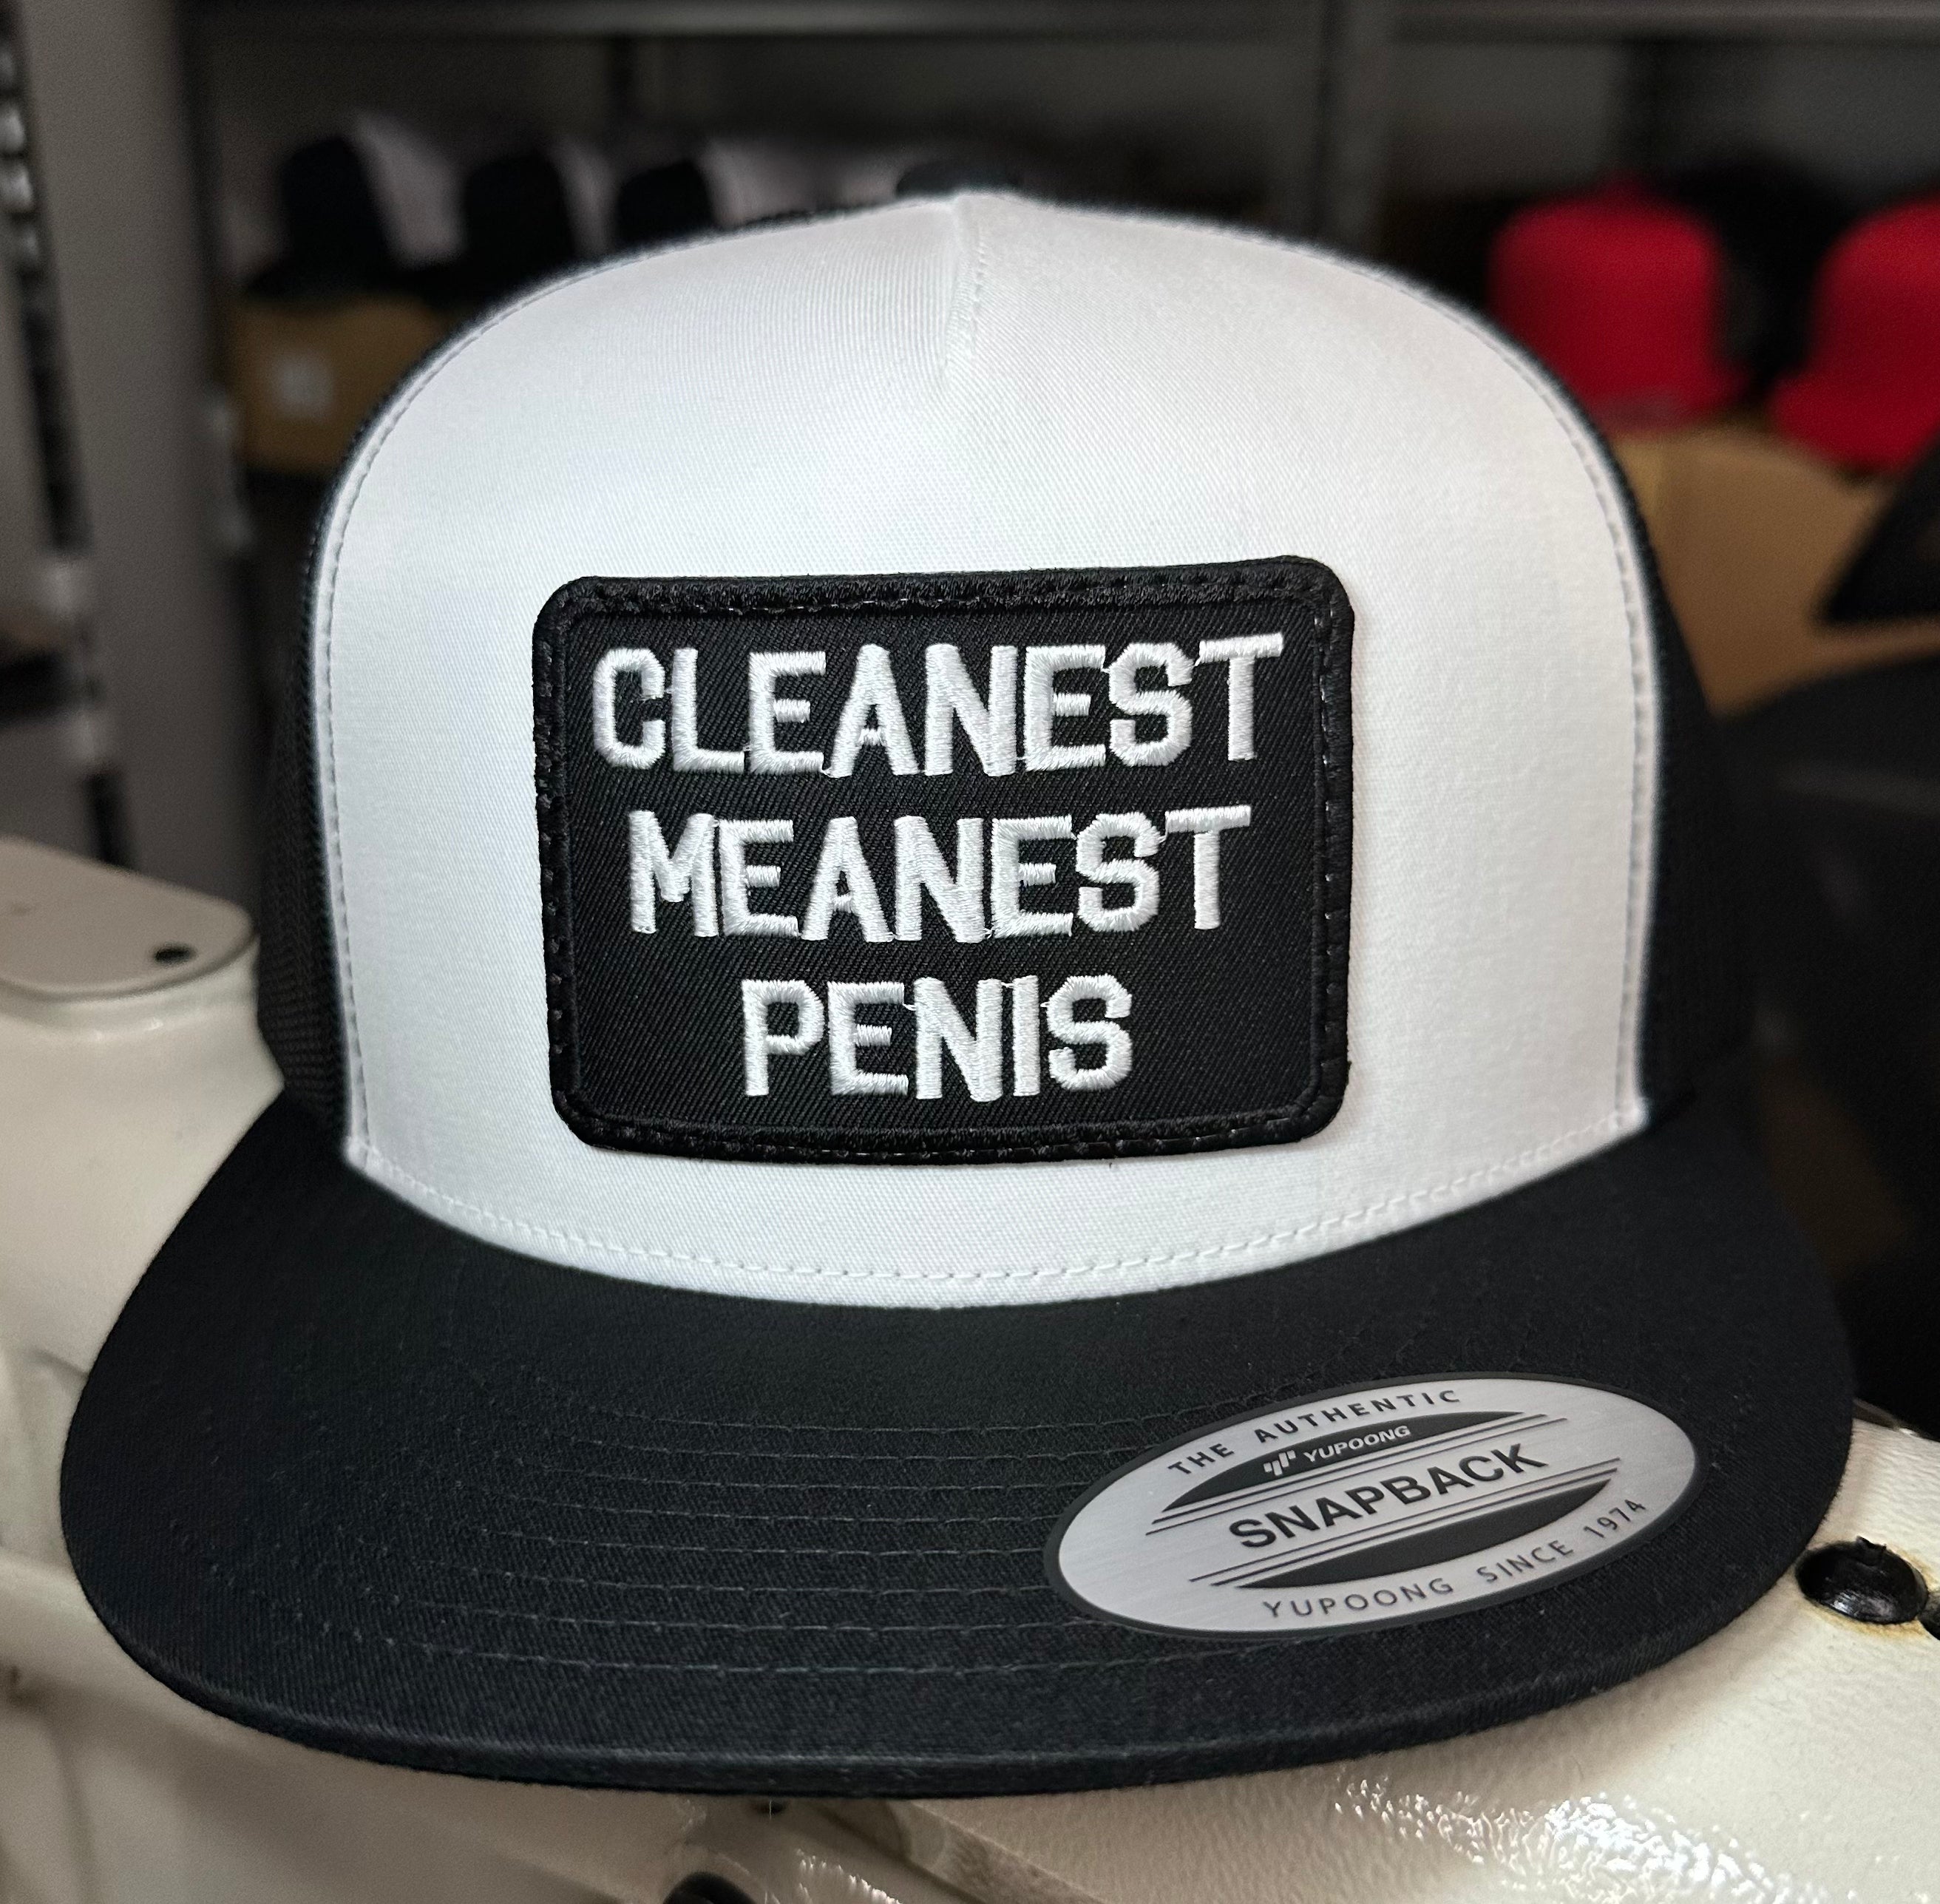 CLEANEST
MEANEST
PENIS
THE AUTHENTIC
YUPOONG
SNAPBACK
YUPOONG SINCE 1974